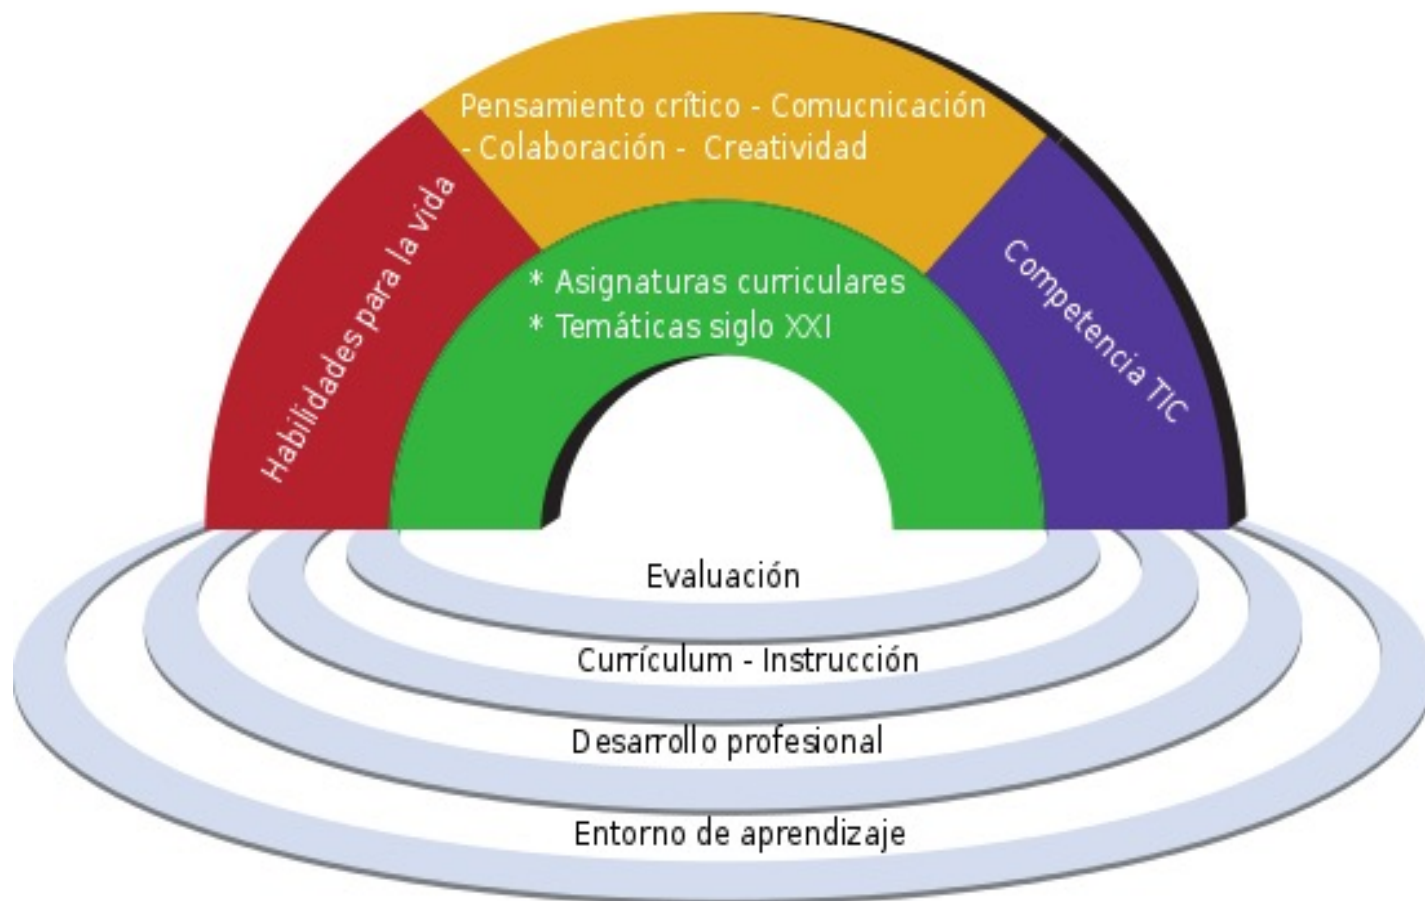 Pensamiento crítico - Comucnicación
- Colaboración - Creatividad
Habilidades para la vida
Competencia TIC
* Asignaturas curriculares
* Temáticas siglo XXI
Evaluación
Currículum - Instrucción
Desarrollo profesional
Entorno de aprendizaje